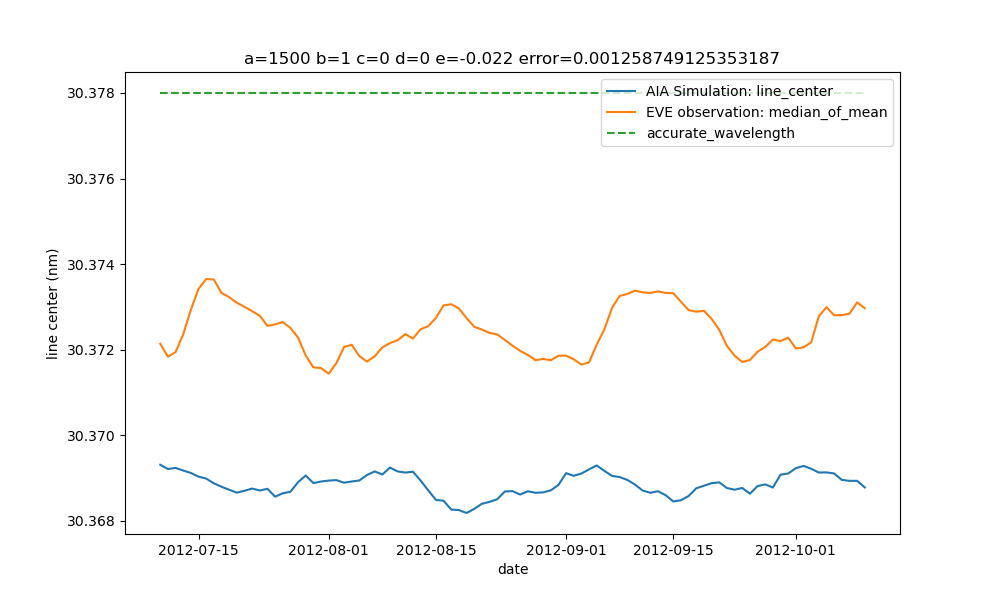 a=1500 b=1 c=0 d=0 e=-0.022 error=0.001258749125353187
30.378
30.376
30.374
30.372
30.370
30.368
line center (nm)
AIA Simulation: line_center
EVE observation: median_of_mean
accurate_wavelength
2012-07-15
2012-08-01
2012-08-15
2012-09-01
2012-09-15
2012-10-01
date